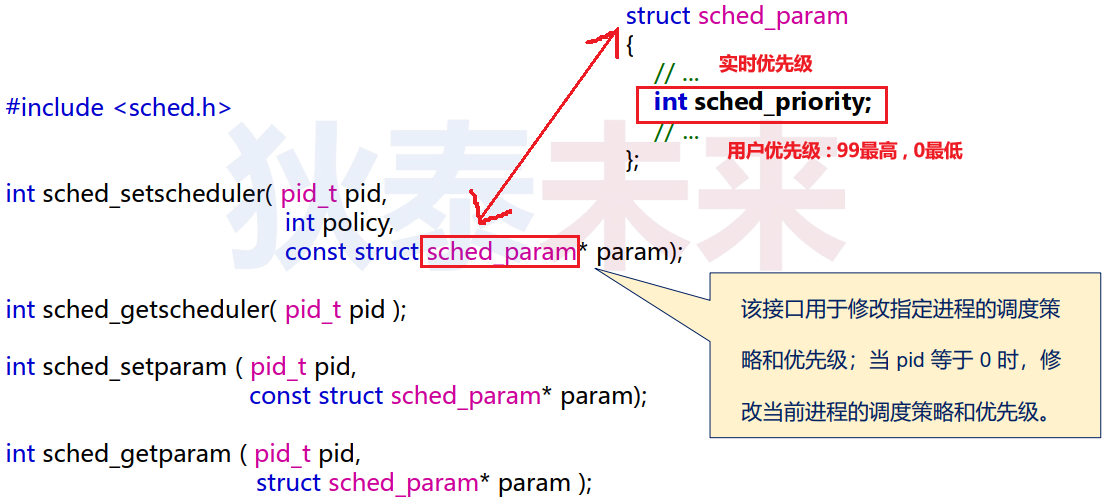 #include <sched.h>
int sched_setscheduler( pid_t pid,
int policy,
const struct sched_param* param);
int sched_getscheduler( pid_t pid );
int sched_setparam ( pid_t pid,
const struct sched_param* param);
int sched_getparam ( pid_t pid,
struct sched_param* param );
struct sched_param
{
// ...
实时优先级
int sched_priority;
// ...
用户优先级 : 99最高 , 0最低
};
该接口用于修改指定进程的调度策
略和优先级；当 pid 等于 0 时，修
改当前进程的调度策略和优先级。
狄泰未来